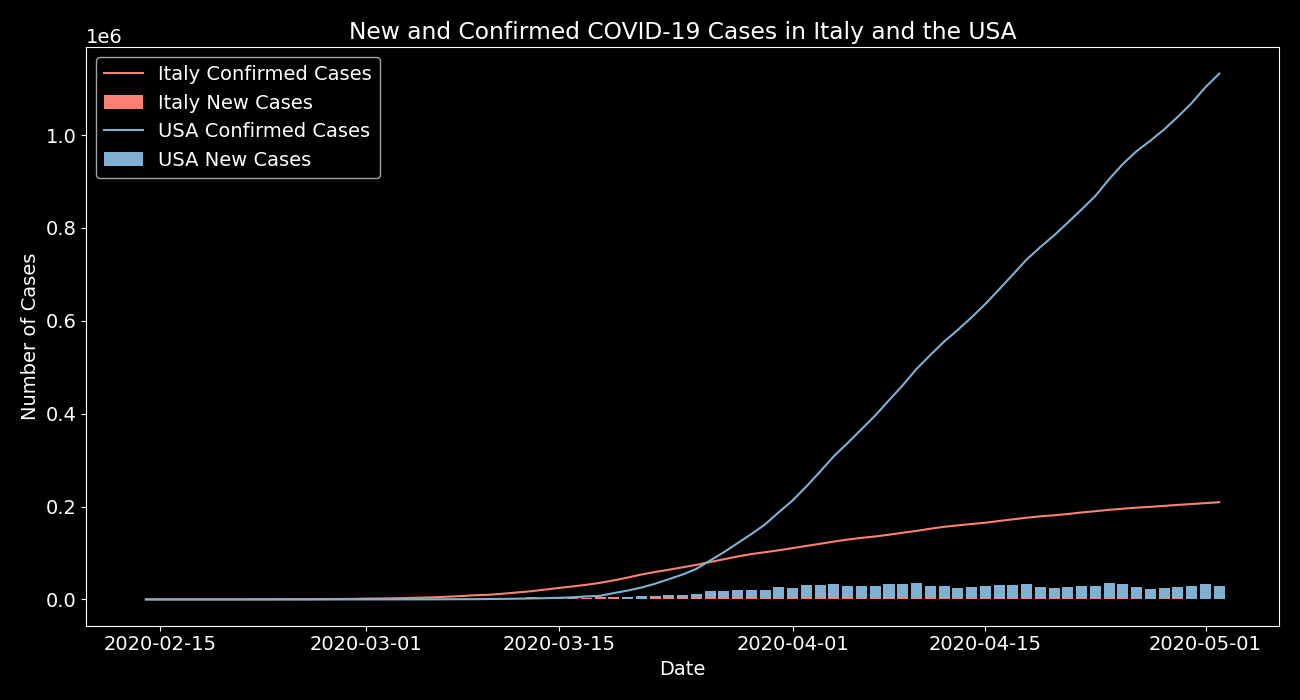 New and Confirmed COVID-19 Cases in Italy and the USA
1e6
Italy Confirmed Cases
Italy New Cases
USA Confirmed Cases
USA New Cases
1.0
0.8
0.6
0.4
0.2
0.0
Number of Cases
2020-02-15 2020-03-01 2020-03-15 2020-04-01 2020-04-15 2020-05-01
Date